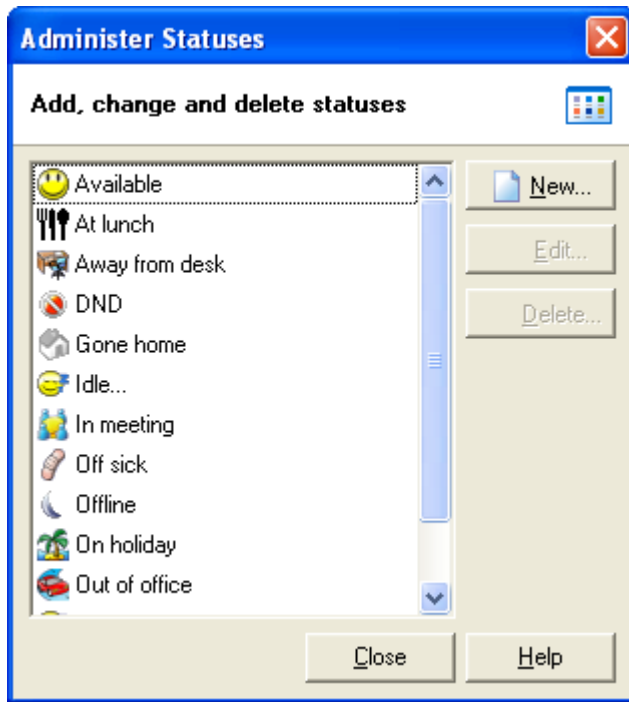 Administer Statuses
Add, change and delete statuses
Available
At lunch
Away from desk
DND
Gone home
Idle...
In meeting
Off sick
Offline
On holiday
Out of office
New...
Edit...
Delete...
Close
Help